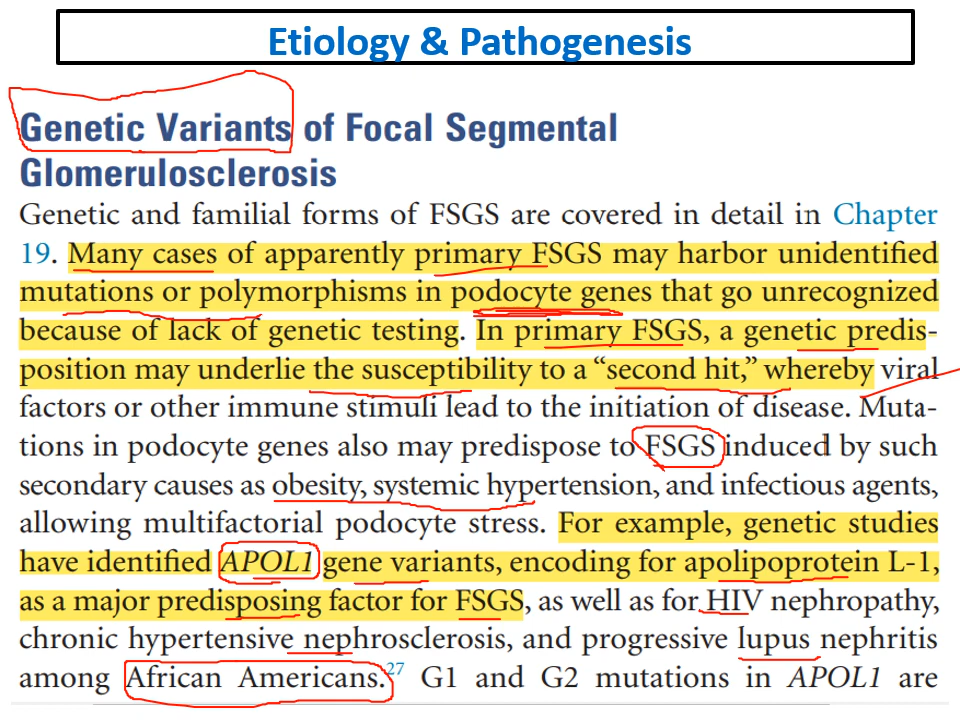 Etiology & Pathogenesis
Genetic Variants of Focal Segmental
Glomerulosclerosis
Genetic and familial forms of FSGS are covered in detail in Chapter
19. Many cases of apparently primary FSGS may harbor unidentified
mutations or polymorphisms in podocyte genes that go unrecognized
because of lack of genetic testing. In primary FSGS, a genetic predis-
position may underlie the susceptibility to a “second hit,” whereby viral
factors or other immune stimuli lead to the initiation of disease. Muta-
tions in podocyte genes also may predispose to FSGS induced by such
secondary causes as obesity, systemic hypertension, and infectious agents,
allowing multifactorial podocyte stress. For example, genetic studies
have identified APOL1 gene variants, encoding for apolipoprotein L-1,
as a major predisposing factor for FSGS, as well as for HIV nephropathy,
chronic hypertensive nephrosclerosis, and progressive lupus nephritis
among African Americans.27 G1 and G2 mutations in APOL1 are